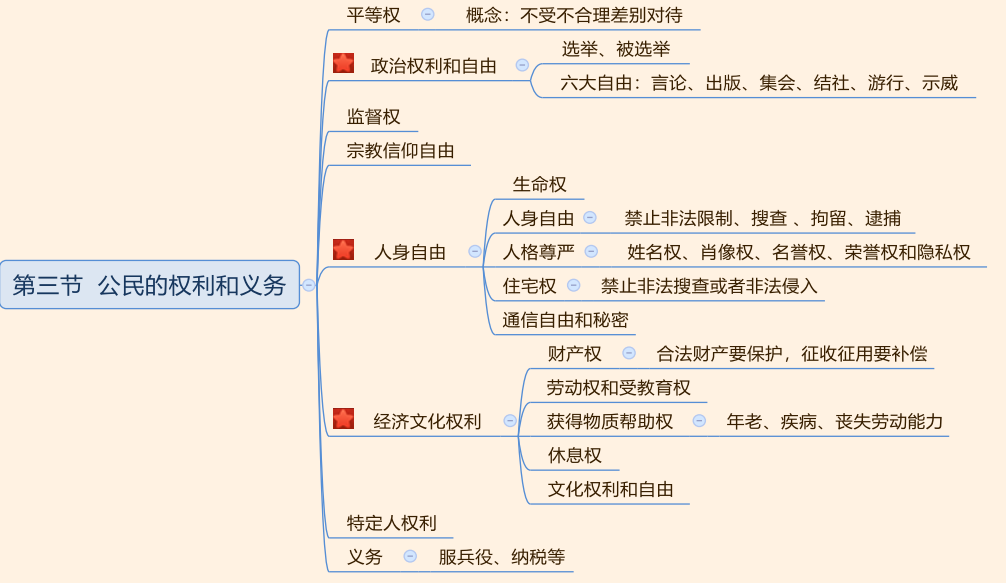 平等权 概念：不受不合理差别对待
选举、被选举
政治权利和自由
六大自由：言论、出版、集会、结社、游行、示威
监督权
宗教信仰自由
生命权
人身自由 禁止非法限制、搜查 、拘留、逮捕
人身自由
人格尊严 姓名权、肖像权、名誉权、荣誉权和隐私权
第三节 公民的权利和义务
住宅权 禁止非法搜查或者非法侵入
通信自由和秘密
财产权 合法财产要保护，征收征用要补偿
劳动权和受教育权
经济文化权利
获得物质帮助权 年老、疾病、丧失劳动能力
休息权
文化权利和自由
特定人权利
义务 服兵役、纳税等